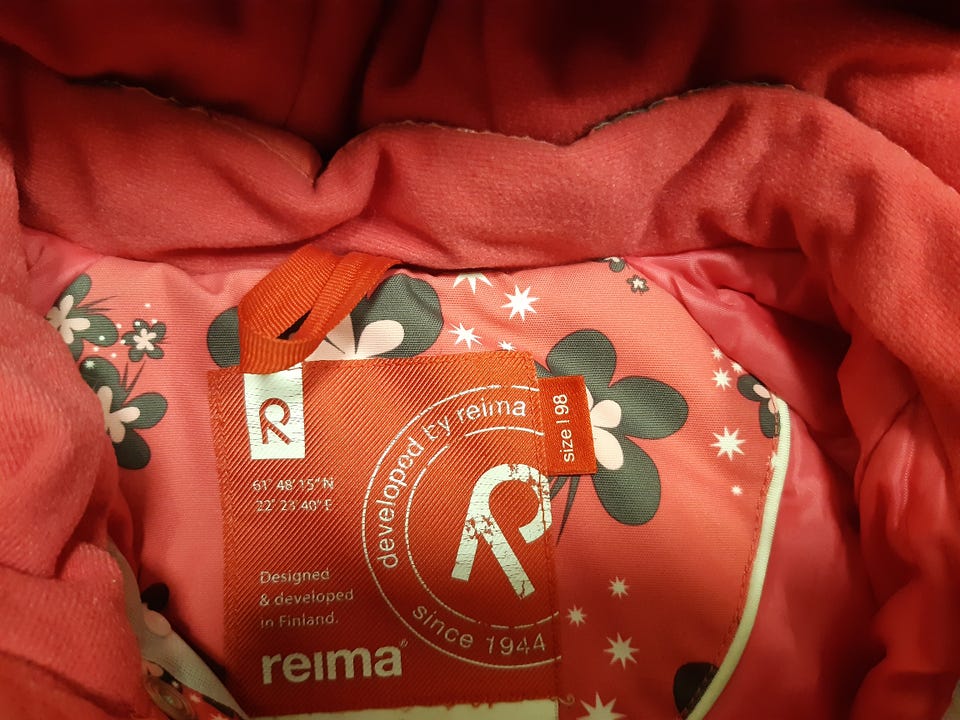 developed by reima
61° 48' 15" N
22° 23' 40" E
Designed
& developed
in Finland.
reima®
since 1944
size | 98